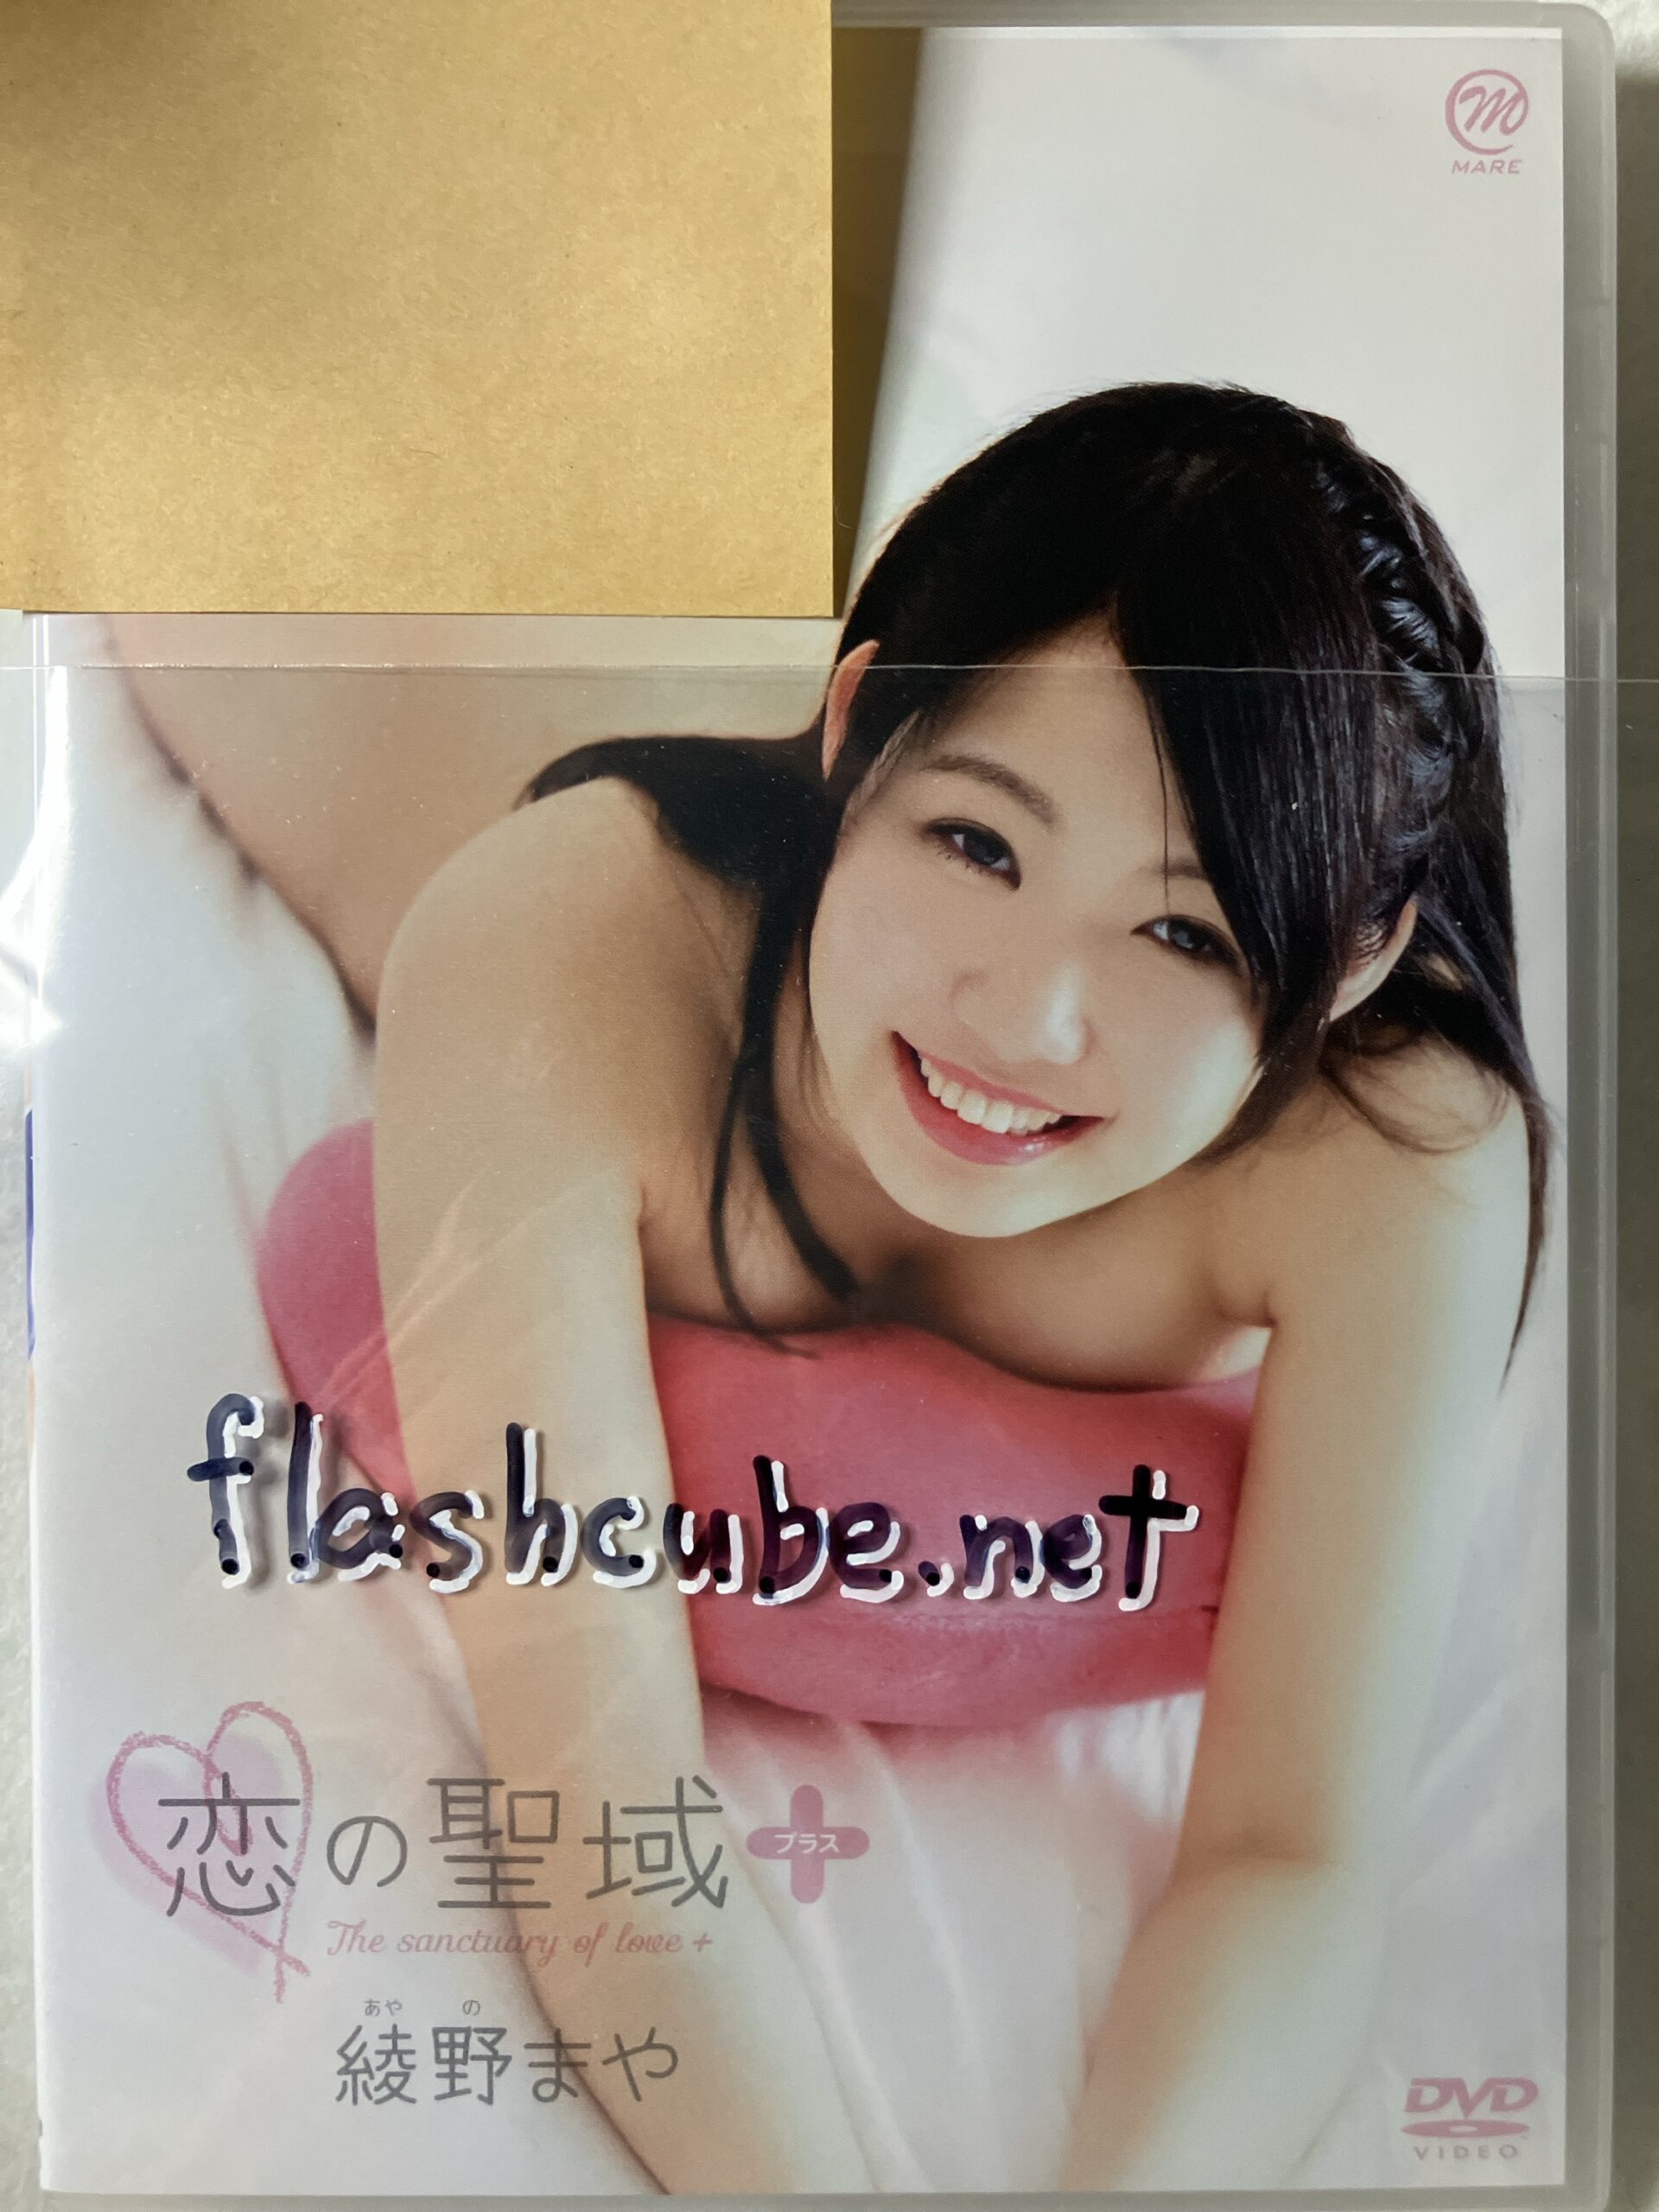 MARE
flashcube.net
恋の聖域
プラス
The sanctuary of love +
あや の
綾野まや
DVD
VIDEO